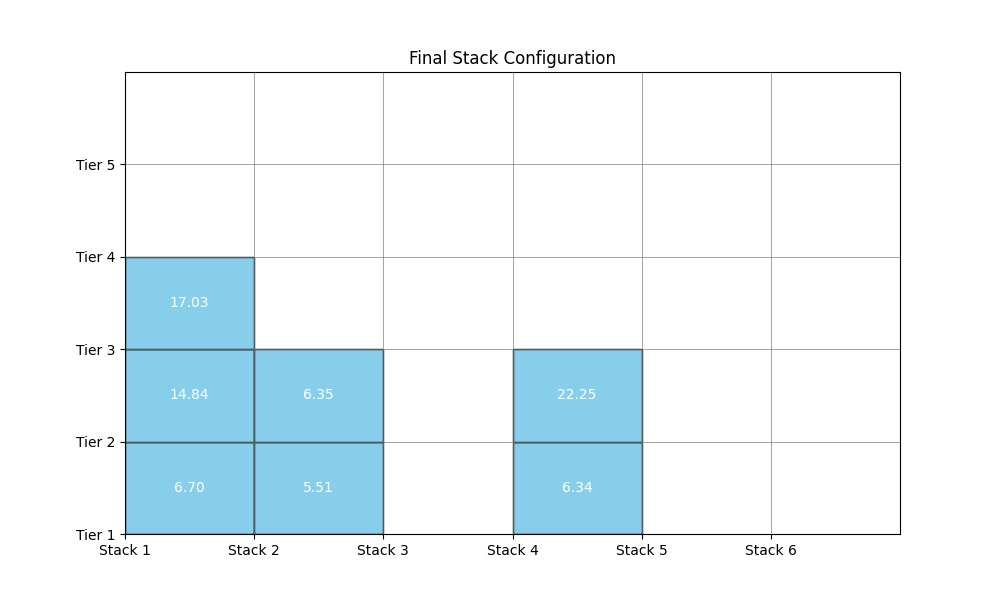 Final Stack Configuration
Tier 5
Tier 4
17.03
Tier 3
14.84 6.35 22.25
Tier 2
6.70 5.51 6.34
Tier 1
Stack 1 Stack 2 Stack 3 Stack 4 Stack 5 Stack 6